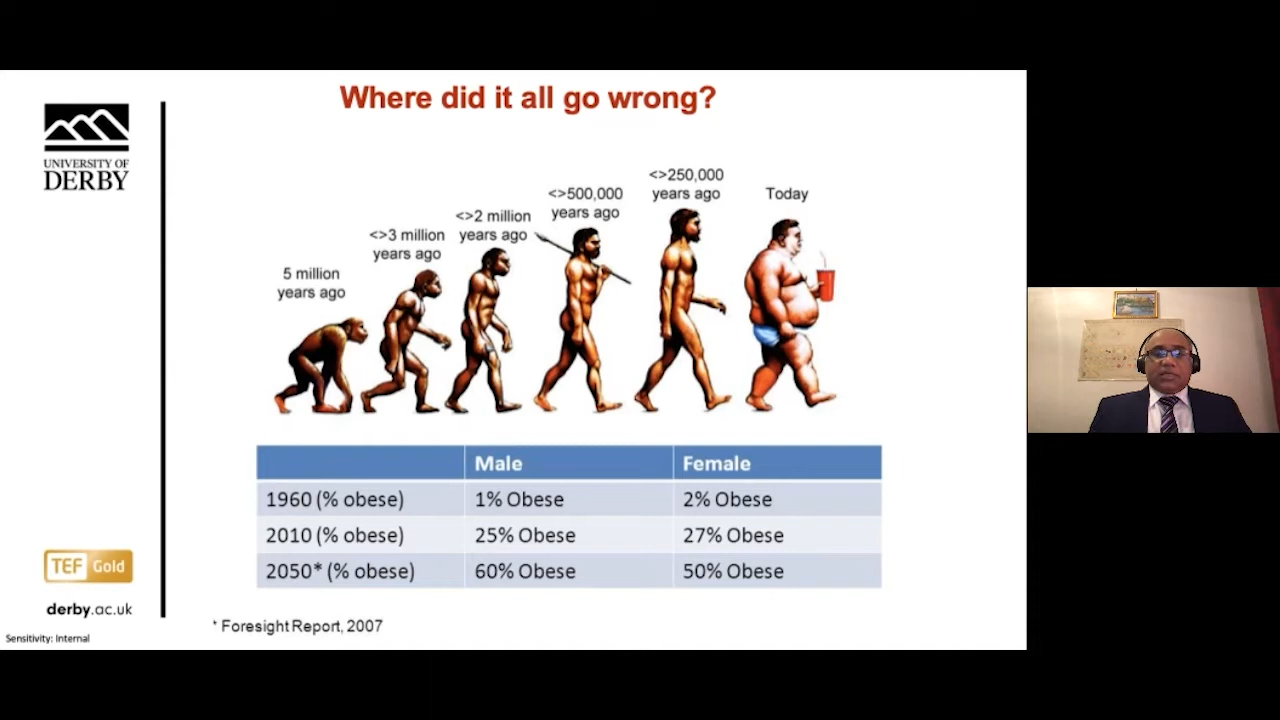 Where did it all go wrong?
UNIVERSITY OF
DERBY
5 million
years ago
<>3 million
years ago
<>2 million
years ago
<>500,000
years ago
<>250,000
years ago
Today
Male Female
1960 (% obese) 1% Obese 2% Obese
2010 (% obese) 25% Obese 27% Obese
2050* (% obese) 60% Obese 50% Obese
TEF Gold
derby.ac.uk
* Foresight Report, 2007
Sensitivity: Internal